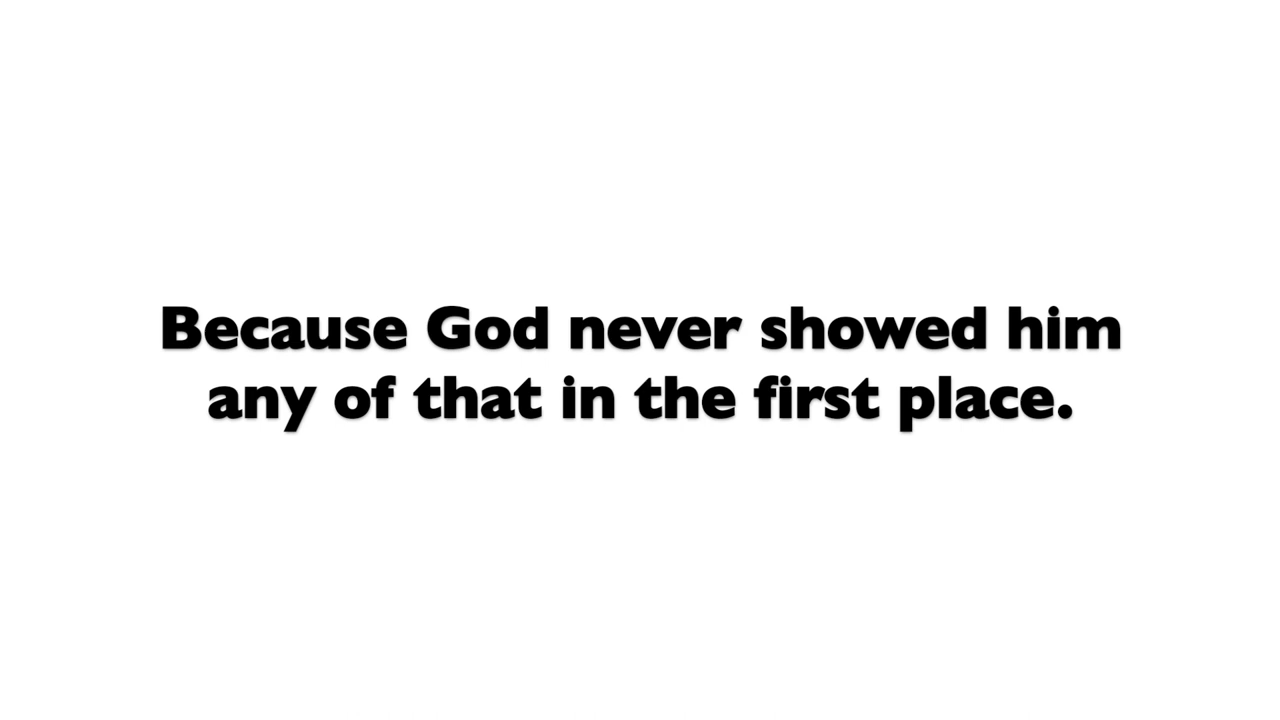 Because God never showed him
any of that in the first place.